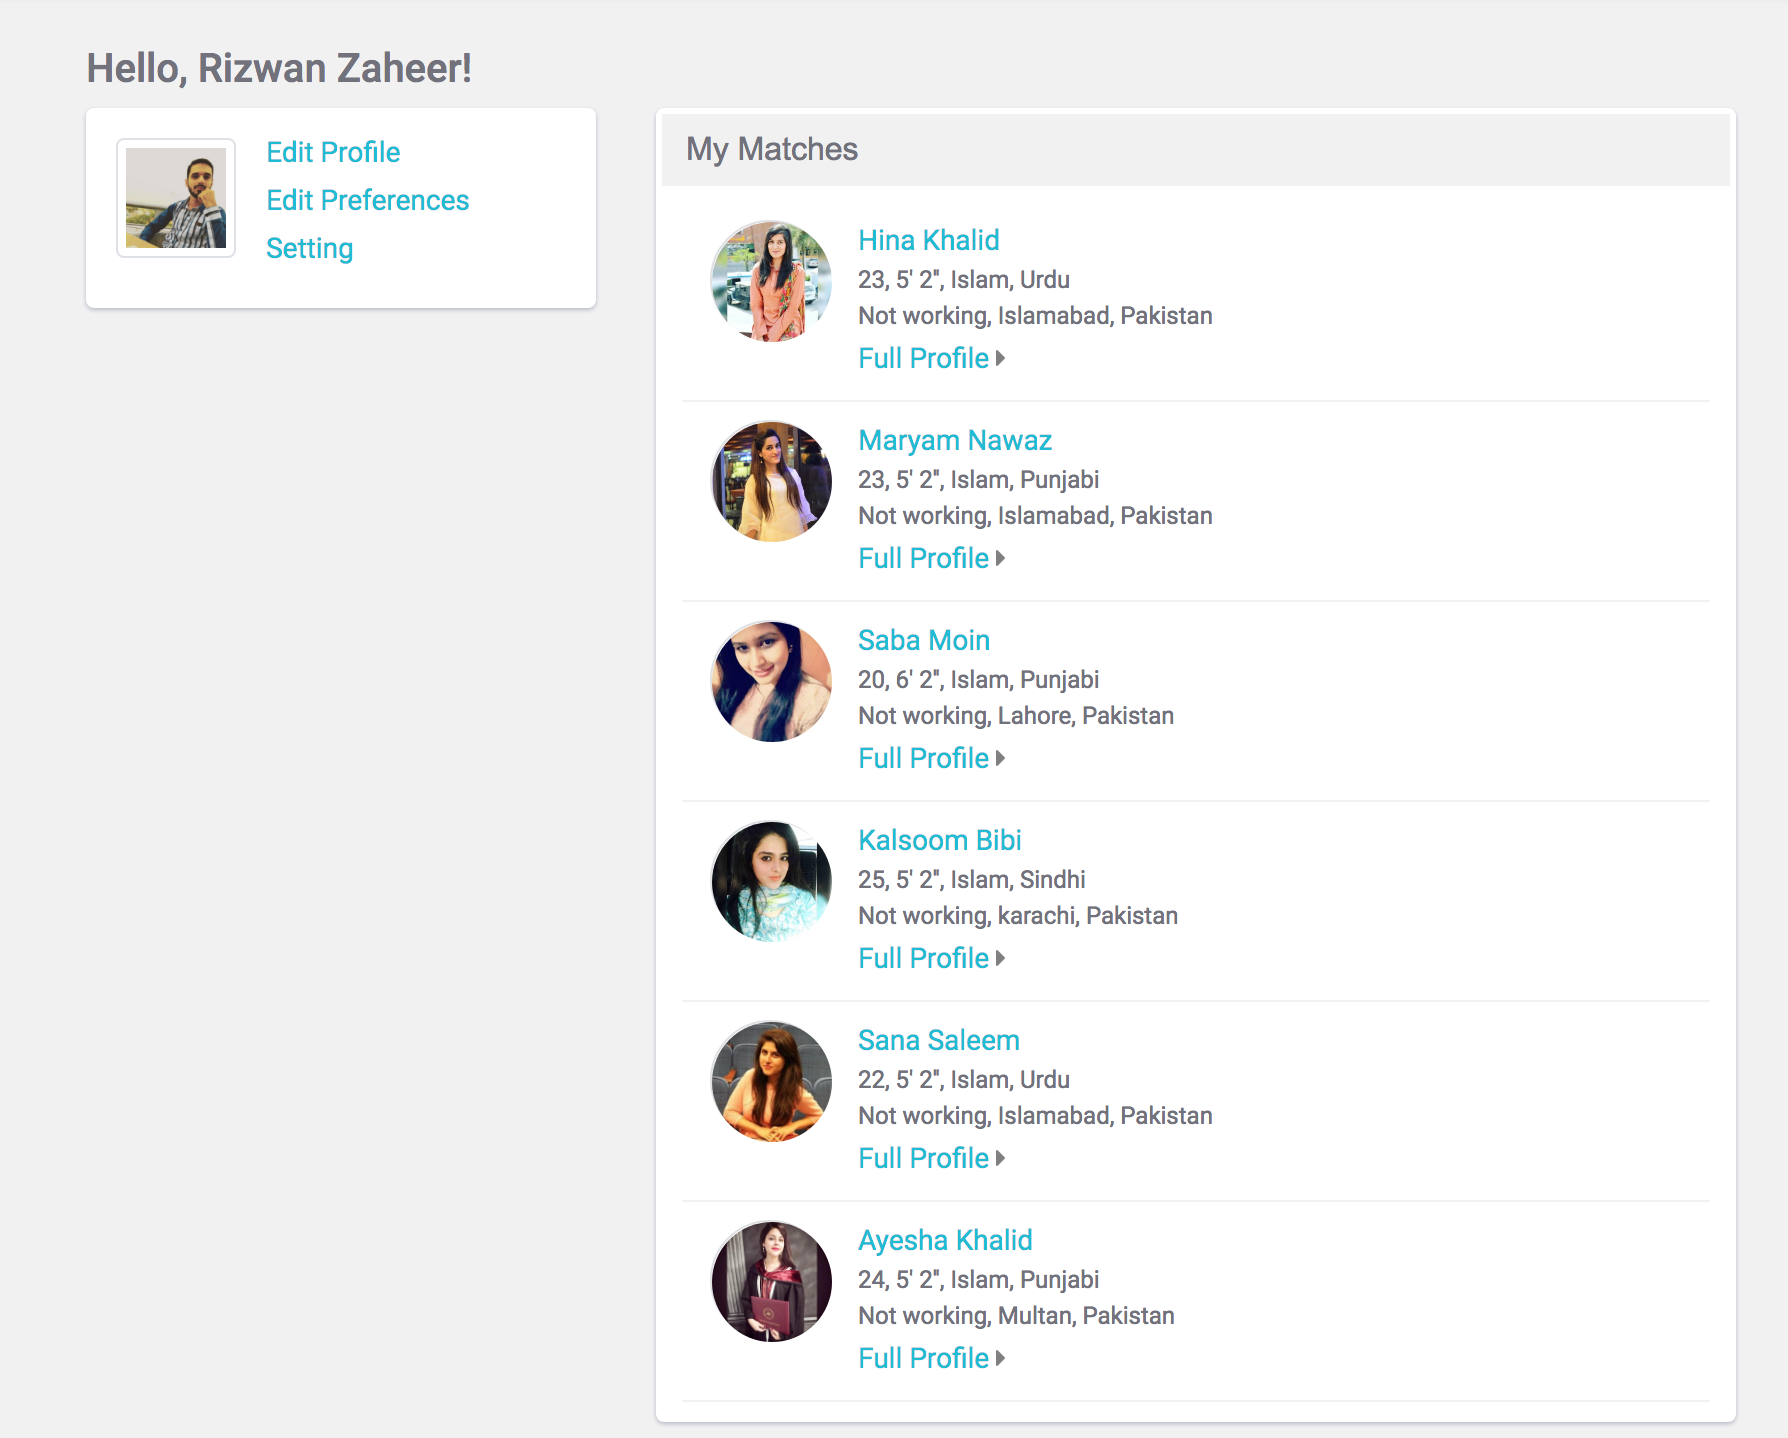 Hello, Rizwan Zaheer!
Edit Profile
Edit Preferences
Setting
My Matches
Hina Khalid
23, 5' 2", Islam, Urdu
Not working, Islamabad, Pakistan
Full Profile
Maryam Nawaz
23, 5' 2", Islam, Punjabi
Not working, Islamabad, Pakistan
Full Profile
Saba Moin
20, 6' 2", Islam, Punjabi
Not working, Lahore, Pakistan
Full Profile
Kalsoom Bibi
25, 5' 2", Islam, Sindhi
Not working, karachi, Pakistan
Full Profile
Sana Saleem
22, 5' 2", Islam, Urdu
Not working, Islamabad, Pakistan
Full Profile
Ayesha Khalid
24, 5' 2", Islam, Punjabi
Not working, Multan, Pakistan
Full Profile